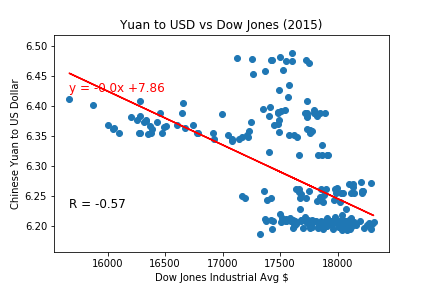 Yuan to USD vs Dow Jones (2015)
Chinese Yuan to US Dollar
6.50
6.45
6.40
6.35
6.30
6.25
6.20
y = -0.0x +7.86
R = -0.57
16000 16500 17000 17500 18000
Dow Jones Industrial Avg $